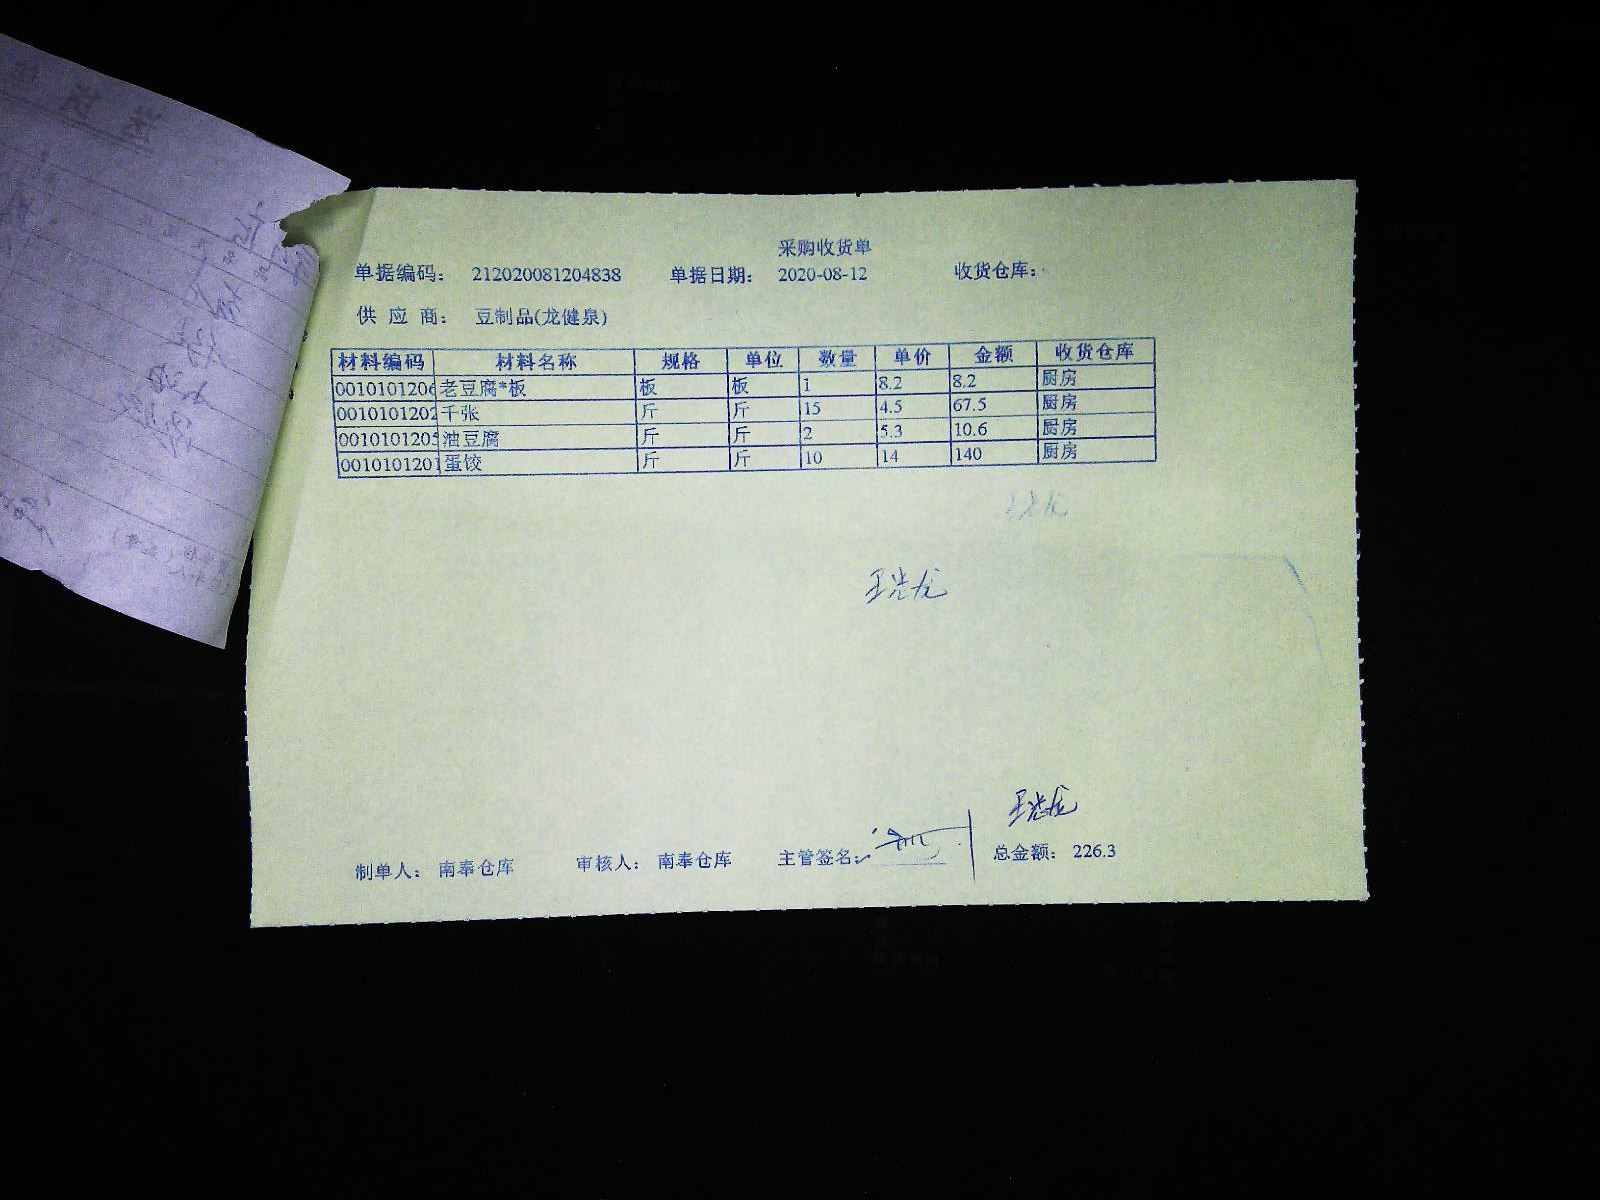 采购收货单
单据编码： 212020081204838 单据日期： 2020-08-12 收货仓库：
供 应 商： 豆制品(龙健泉)
材料编码 材料名称 规格 单位 数量 单价 金额 收货仓库
0010101206 老豆腐*板 板 板 1 8.2 8.2 厨房
0010101202 千张 斤 斤 15 4.5 67.5 厨房
0010101205 油豆腐 斤 斤 2 5.3 10.6 厨房
0010101201 蛋饺 斤 斤 10 14 140 厨房
王光龙
王光龙
制单人： 南奉仓库 审核人： 南奉仓库 主管签名： 总金额： 226.3